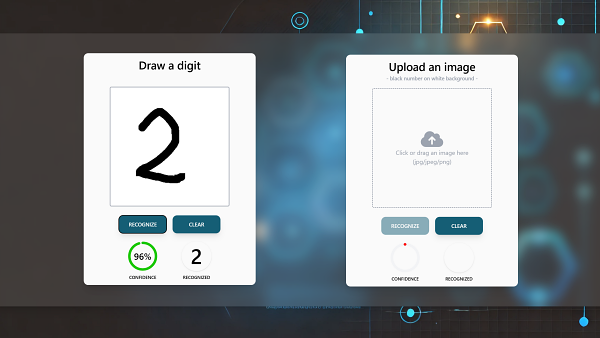 Draw a digit
2
RECOGNIZE
CLEAR
96%
2
CONFIDENCE
RECOGNIZED
Upload an image
- black number on white background -
Click or drag an image here
(jpg/jpeg/png)
RECOGNIZE
CLEAR
CONFIDENCE
RECOGNIZED